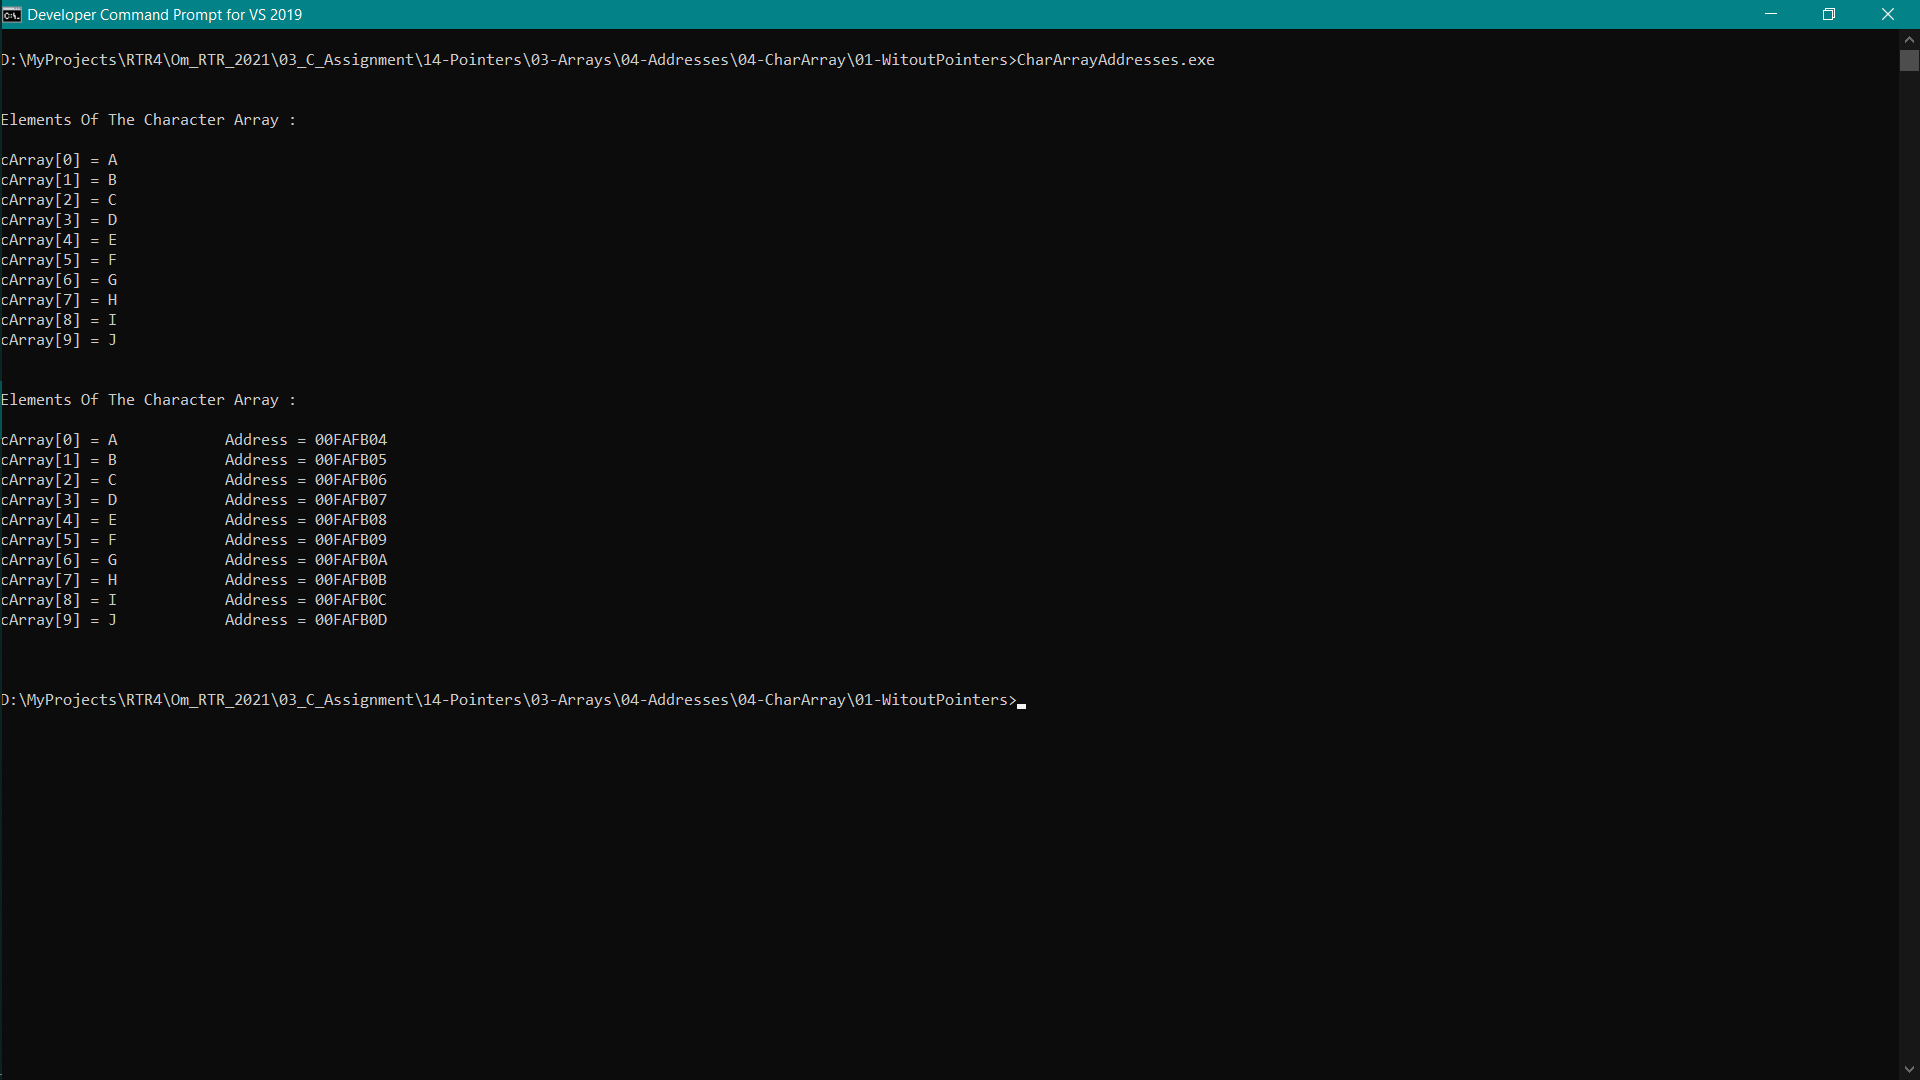 Developer Command Prompt for VS 2019
D:\MyProjects\RTR4\Om_RTR_2021\03_C_Assignment\14-Pointers\03-Arrays\04-Addresses\04-CharArray\01-WitoutPointers>CharArrayAddresses.exe
Elements Of The Character Array :
cArray[0] = A
cArray[1] = B
cArray[2] = C
cArray[3] = D
cArray[4] = E
cArray[5] = F
cArray[6] = G
cArray[7] = H
cArray[8] = I
cArray[9] = J
Elements Of The Character Array :
cArray[0] = A            Address = 00FAFB04
cArray[1] = B            Address = 00FAFB05
cArray[2] = C            Address = 00FAFB06
cArray[3] = D            Address = 00FAFB07
cArray[4] = E            Address = 00FAFB08
cArray[5] = F            Address = 00FAFB09
cArray[6] = G            Address = 00FAFB0A
cArray[7] = H            Address = 00FAFB0B
cArray[8] = I            Address = 00FAFB0C
cArray[9] = J            Address = 00FAFB0D
D:\MyProjects\RTR4\Om_RTR_2021\03_C_Assignment\14-Pointers\03-Arrays\04-Addresses\04-CharArray\01-WitoutPointers>